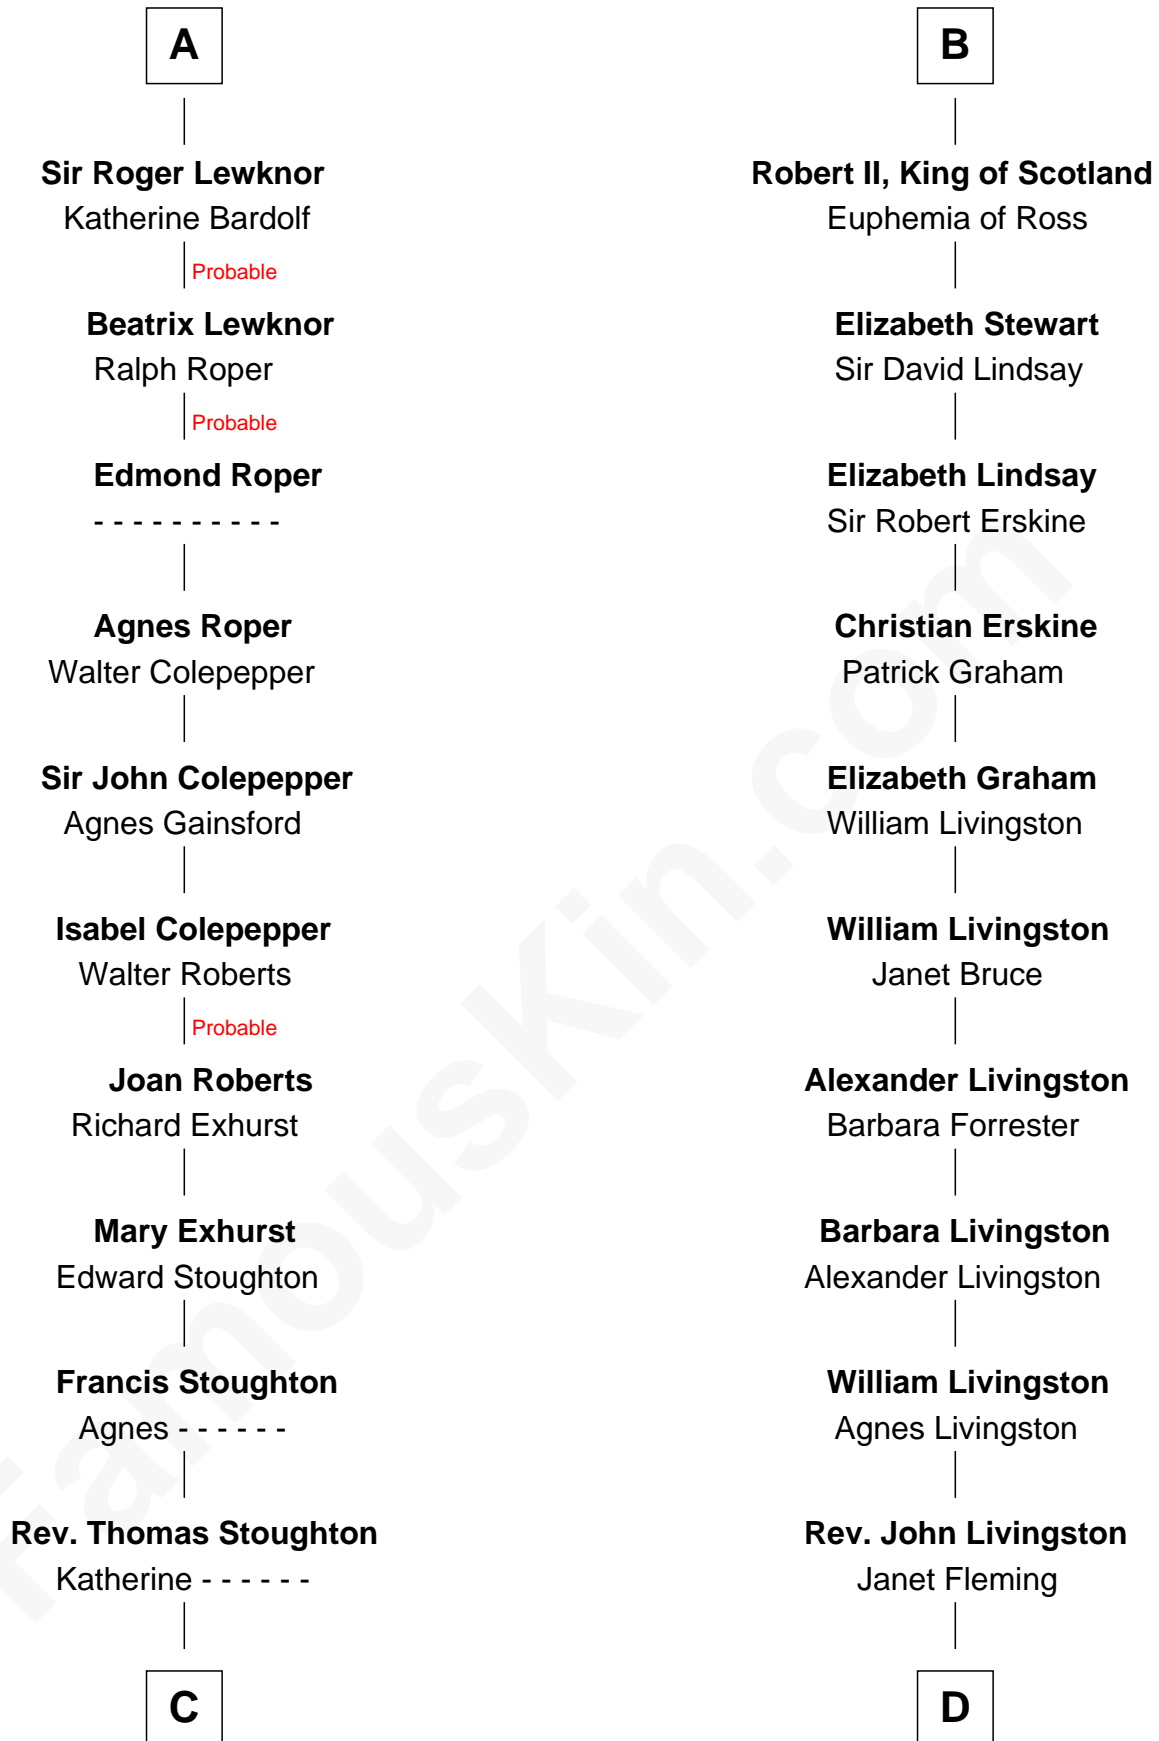 A
Sir Roger Lewknor
Katherine Bardolf
Probable
Beatrix Lewknor
Ralph Roper
Probable
Edmond Roper
- - - - - - - - - -
Agnes Roper
Walter Colepepper
Sir John Colepepper
Agnes Gainsford
Isabel Colepepper
Walter Roberts
Probable
Joan Roberts
Richard Exhurst
Mary Exhurst
Edward Stoughton
Francis Stoughton
Agnes - - - - - -
Rev. Thomas Stoughton
Katherine - - - - - -
C
B
Robert II, King of Scotland
Euphemia of Ross
Elizabeth Stewart
Sir David Lindsay
Elizabeth Lindsay
Sir Robert Erskine
Christian Erskine
Patrick Graham
Elizabeth Graham
William Livingston
William Livingston
Janet Bruce
Alexander Livingston
Barbara Forrester
Barbara Livingston
Alexander Livingston
William Livingston
Agnes Livingston
Rev. John Livingston
Janet Fleming
D
FamousKin.com